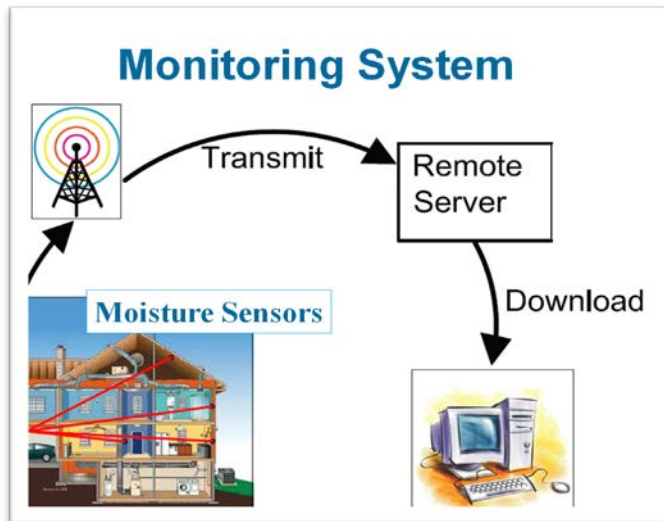 Monitoring System
Transmit
Remote
Server
Moisture Sensors
Download